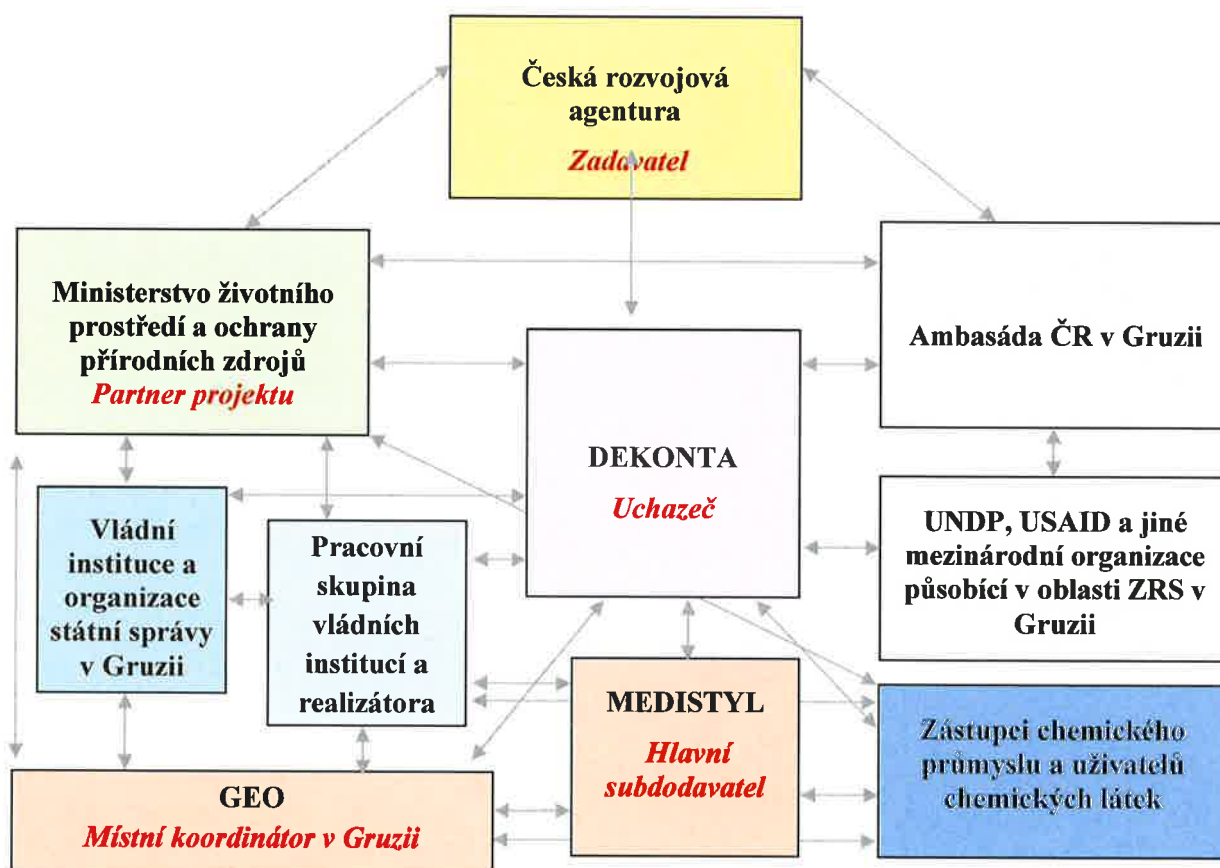 Česká rozvojová
agentura
Zadavatel
Ministerstvo životního
prostředí a ochrany
přírodních zdrojů
Partner projektu
Ambasáda ČR v Gruzii
DEKONTA
Uchazeč
Vládní
instituce a
organizace
státní správy
v Gruzii
Pracovní
skupina
vládních
institucí a
realizátora
UNDP, USAID a jiné
mezinárodní organizace
působící v oblasti ZRS v
Gruzii
MEDISTYL
Hlavní
subdodavatel
Zástupci chemického
průmyslu a uživatelů
chemických látek
GEO
Místní koordinátor v Gruzii